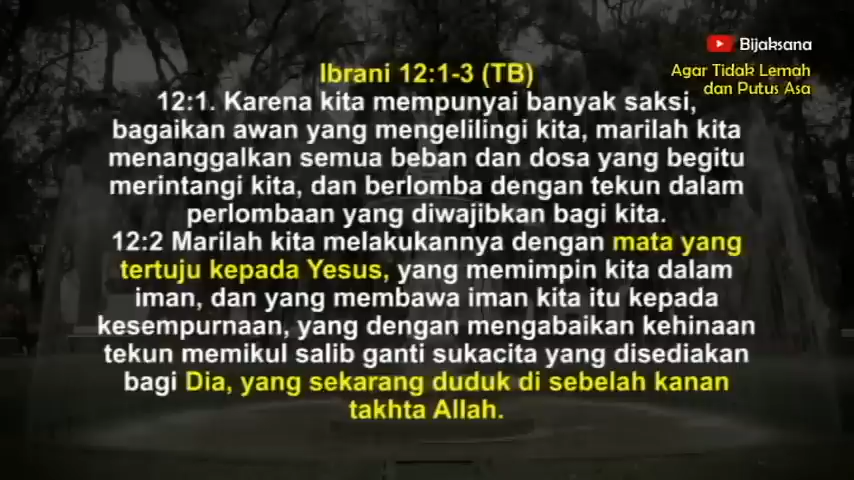 Bijaksana
Agar Tidak Lemah
dan Putus Asa
Ibrani 12:1-3 (TB)
12:1. Karena kita mempunyai banyak saksi,
bagaikan awan yang mengelilingi kita, marilah kita
menanggalkan semua beban dan dosa yang begitu
merintangi kita, dan berlomba dengan tekun dalam
perlombaan yang diwajibkan bagi kita.
12:2 Marilah kita melakukannya dengan mata yang
tertuju kepada Yesus, yang memimpin kita dalam
iman, dan yang membawa iman kita itu kepada
kesempurnaan, yang dengan mengabaikan kehinaan
tekun memikul salib ganti sukacita yang disediakan
bagi Dia, yang sekarang duduk di sebelah kanan
takhta Allah.